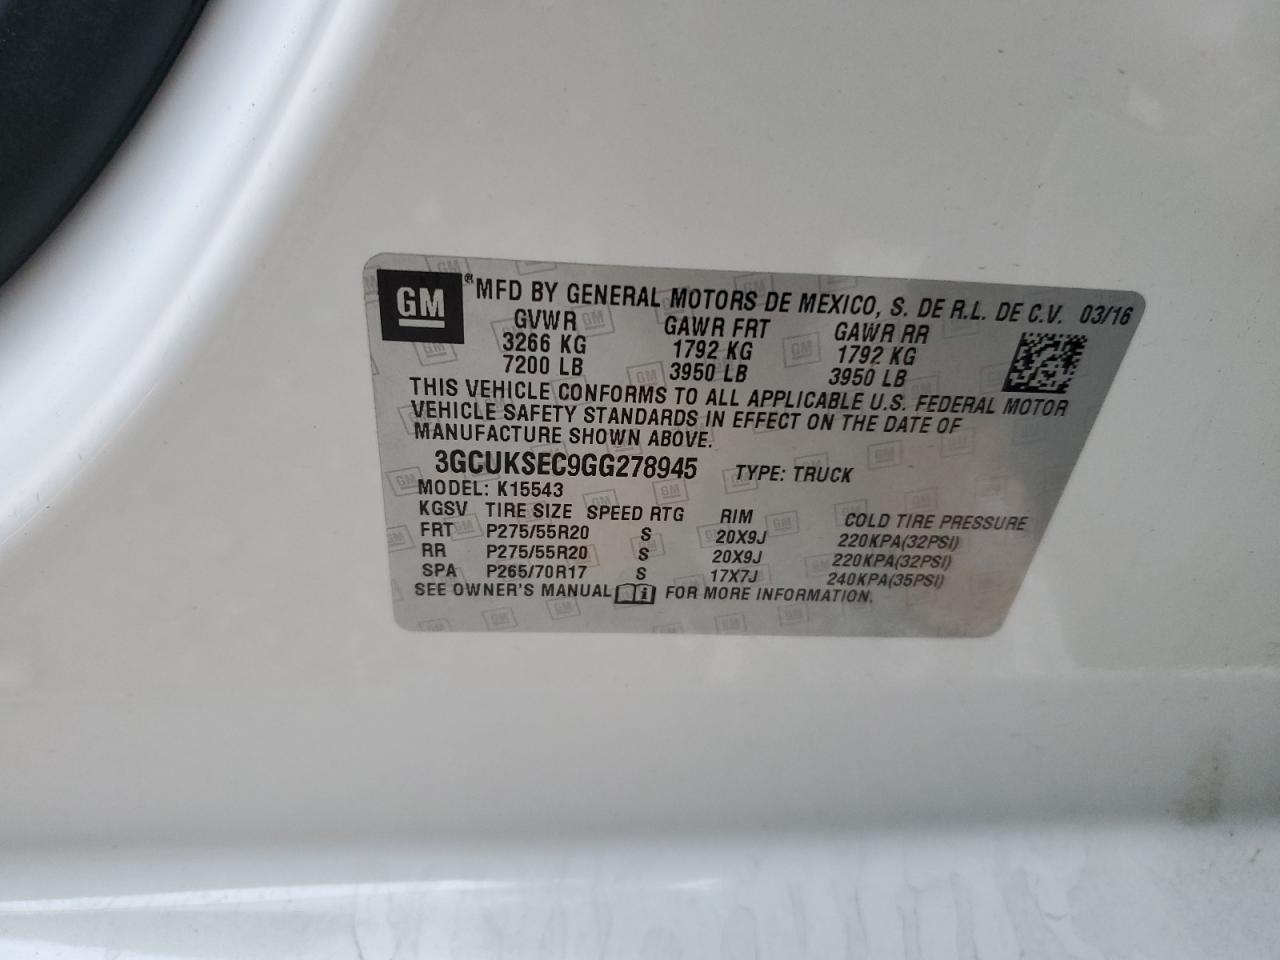 GM ® MFD BY GENERAL MOTORS DE MEXICO, S. DE R.L. DE C.V. 03/16
GVWR GAWR FRT GAWR RR
3266 KG 1792 KG 1792 KG
7200 LB 3950 LB 3950 LB
THIS VEHICLE CONFORMS TO ALL APPLICABLE U.S. FEDERAL MOTOR
VEHICLE SAFETY STANDARDS IN EFFECT ON THE DATE OF
MANUFACTURE SHOWN ABOVE.
3GCUKSEC9GG278945 TYPE: TRUCK
MODEL: K15543
KGSV TIRE SIZE SPEED RTG RIM COLD TIRE PRESSURE
FRT P275/55R20 S 20X9J 220KPA(32PSI)
RR P275/55R20 S 20X9J 220KPA(32PSI)
SPA P265/70R17 S 17X7J 240KPA(35PSI)
SEE OWNER'S MANUAL i FOR MORE INFORMATION.